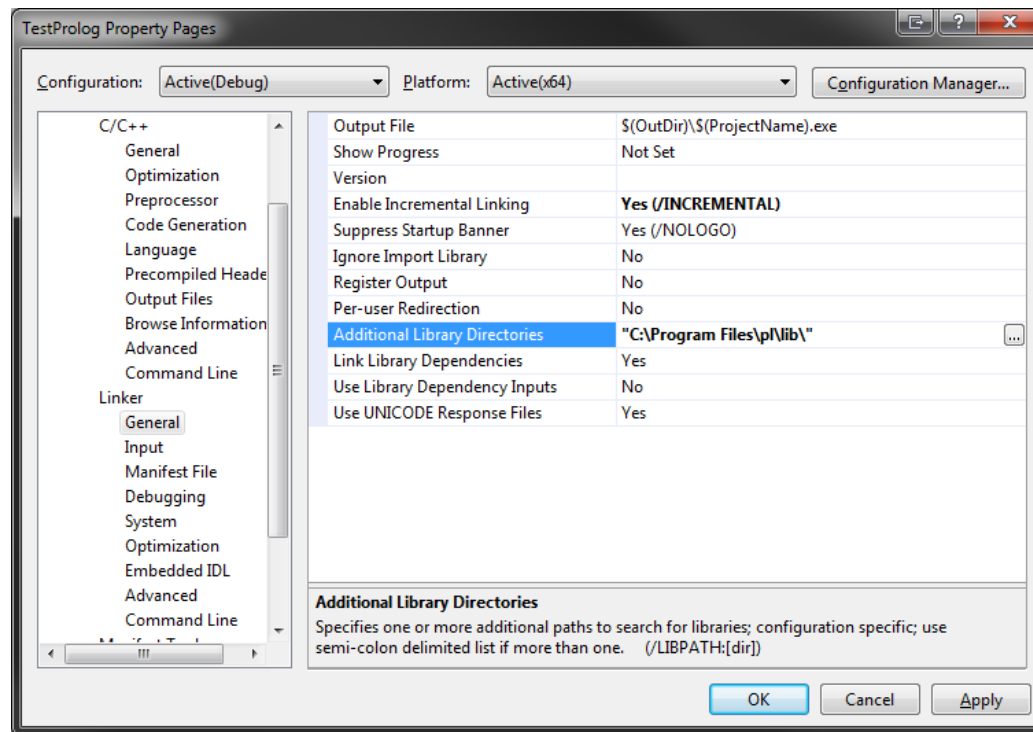 TestProlog Property Pages
Configuration: Active(Debug) Platform: Active(x64) Configuration Manager...
C/C++
General
Optimization
Preprocessor
Code Generation
Language
Precompiled Heade
Output Files
Browse Information
Advanced
Command Line
Linker
General
Input
Manifest File
Debugging
System
Optimization
Embedded IDL
Advanced
Command Line
Output File $(OutDir)\$(ProjectName).exe
Show Progress Not Set
Version
Enable Incremental Linking Yes (/INCREMENTAL)
Suppress Startup Banner Yes (/NOLOGO)
Ignore Import Library No
Register Output No
Per-user Redirection No
Additional Library Directories "C:\Program Files\pl\lib\" ...
Link Library Dependencies Yes
Use Library Dependency Inputs No
Use UNICODE Response Files Yes
Additional Library Directories
Specifies one or more additional paths to search for libraries; configuration specific; use
semi-colon delimited list if more than one. (/LIBPATH:[dir])
OK Cancel Apply